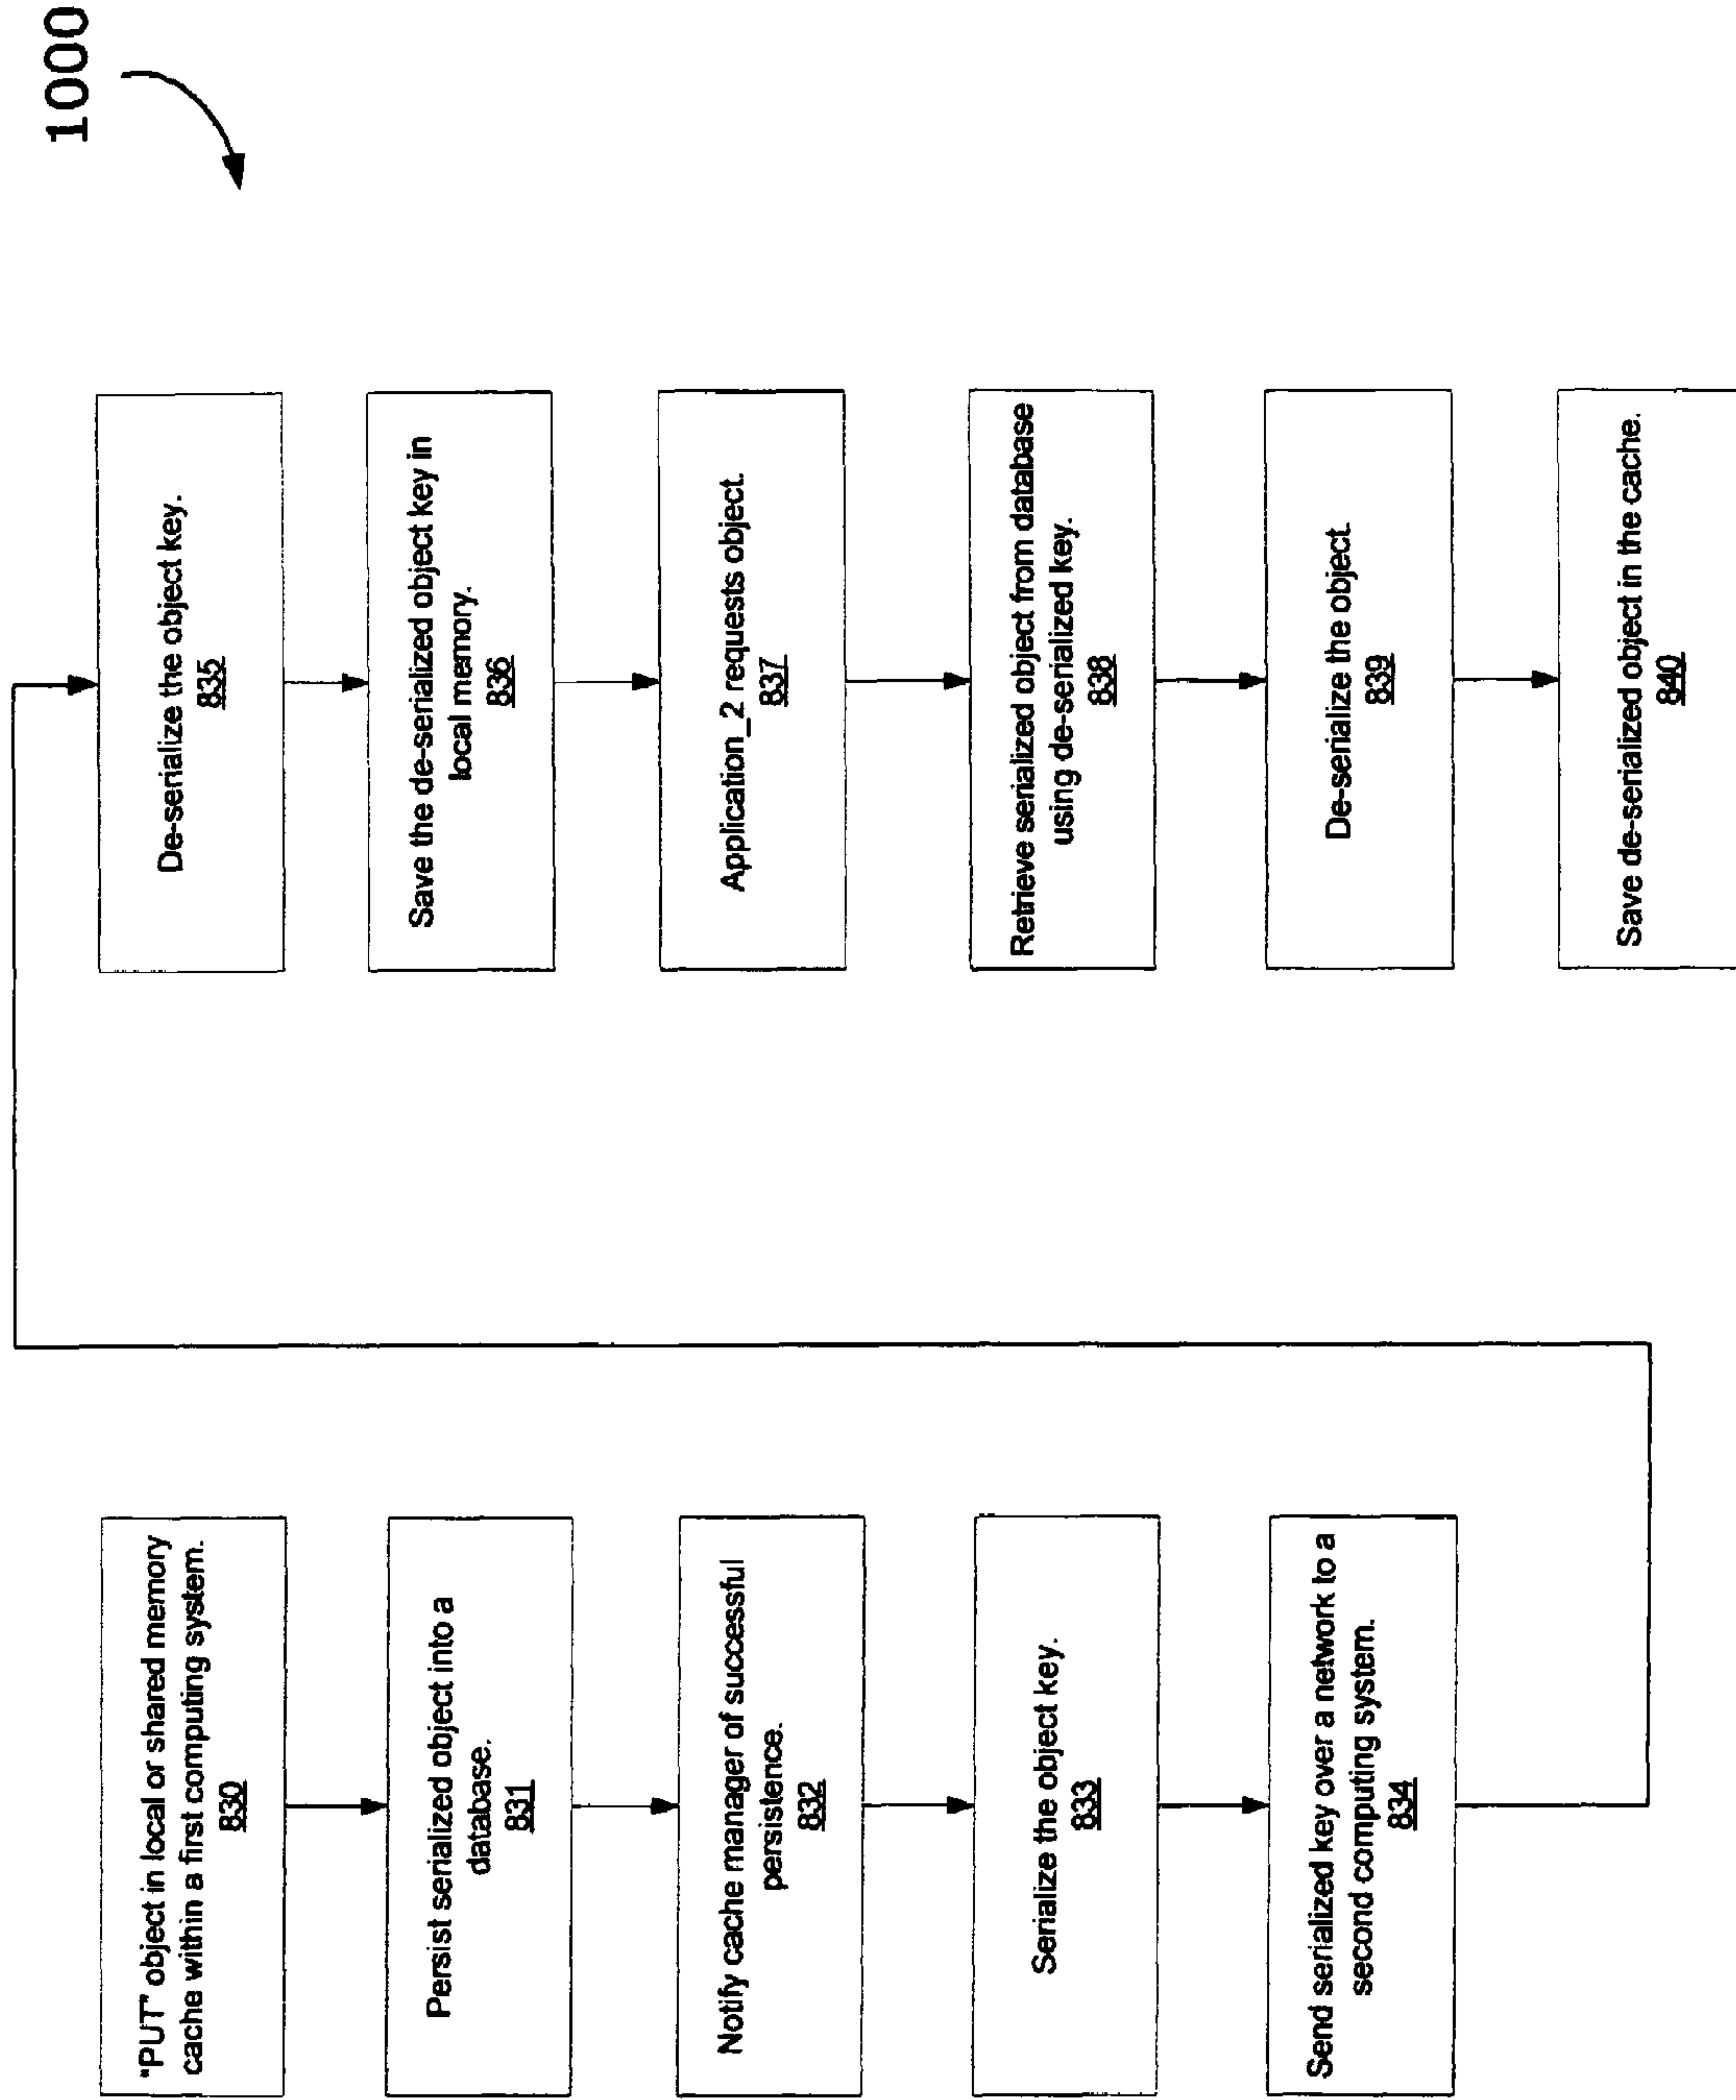 1000
"PUT" object in local or shared memory
cache within a first computing system.
830
Persist serialized object into a
database.
831
Notify cache manager of successful
persistence.
832
Serialize the object key.
833
Send serialized key over a network to a
second computing system.
834
De-serialize the object key.
835
Save the de-serialized object key in
local memory.
836
Application_2 requests object.
837
Retrieve serialized object from database
using de-serialized key.
838
De-serialize the object.
839
Save de-serialized object in the cache.
840